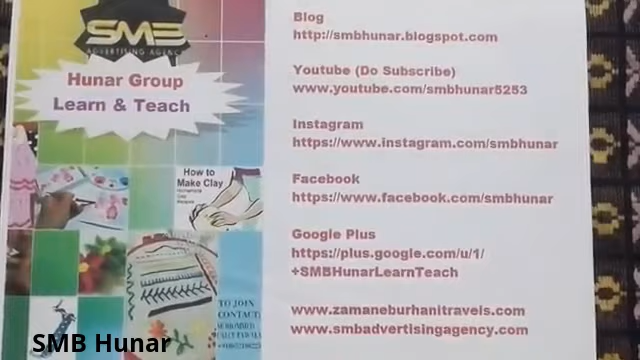 SMB
ADVERTISING AGENCY
Hunar Group
Learn & Teach
How to
Make Clay
TO JOIN
CONTACT
SMB Hunar
Blog
http://smbhunar.blogspot.com
Youtube (Do Subscribe)
www.youtube.com/smbhunar5253
Instagram
https://www.instagram.com/smbhunar
Facebook
https://www.facebook.com/smbhunar
Google Plus
https://plus.google.com/u/1/
+SMBHunarLearnTeach
www.zamaneburhanitravels.com
www.smbadvertisingagency.com